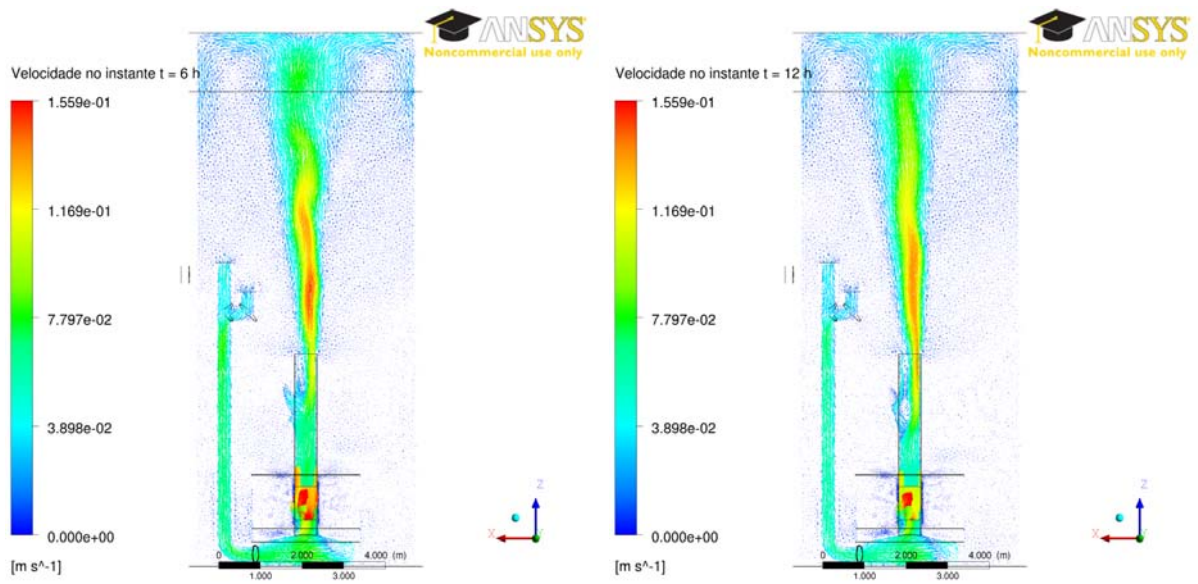 ANSYS
Noncommercial use only
Velocidade no instante t = 6 h
1.559e-01
1.169e-01
7.797e-02
3.898e-02
0.000e+00
[m s^-1]
0 2.000 4.000 (m)
1.000 3.000
Z
X
Y
ANSYS
Noncommercial use only
Velocidade no instante t = 12 h
1.559e-01
1.169e-01
7.797e-02
3.898e-02
0.000e+00
[m s^-1]
0 2.000 4.000 (m)
1.000 3.000
Z
X
Y